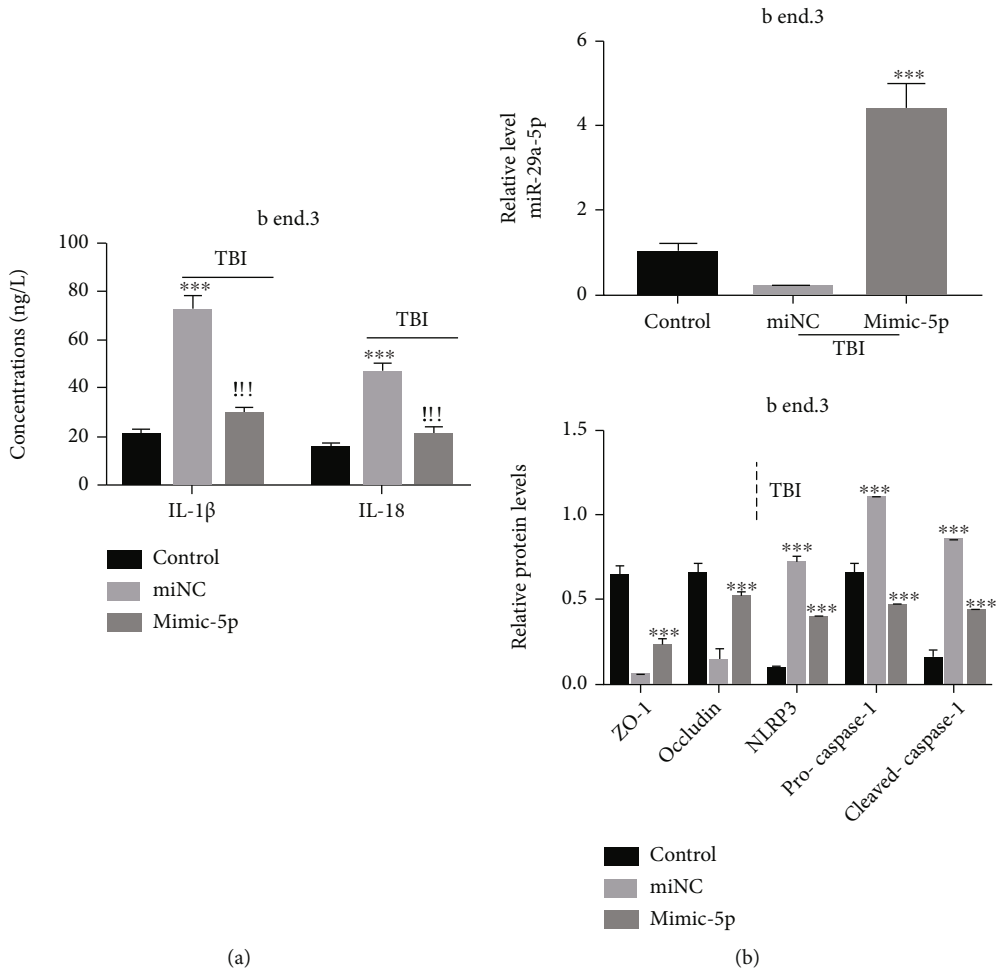 b end.3
Concentrations (ng/L)
100
80
60
40
20
0
TBI
***
!!!
TBI
***
!!!
IL-1β
IL-18
Control
miNC
Mimic-5p
(a)
b end.3
Relative level
miR-29a-5p
6
4
2
0
***
Control
miNC
Mimic-5p
TBI
b end.3
Relative protein levels
1.5
1.0
0.5
0.0
TBI
***
***
***
***
***
***
***
***
ZO-1
Occludin
NLRP3
Pro- caspase-1
Cleaved- caspase-1
Control
miNC
Mimic-5p
(b)